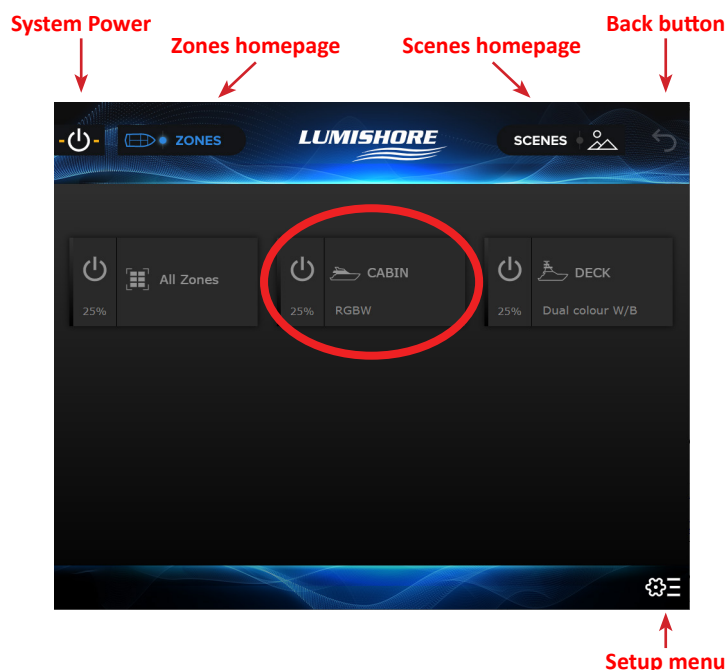 System Power
Zones homepage
Scenes homepage
Back button
ZONES
LUMISHORE
SCENES
All Zones
25%
CABIN
25%
RGBW
DECK
25%
Dual colour W/B
Setup menu